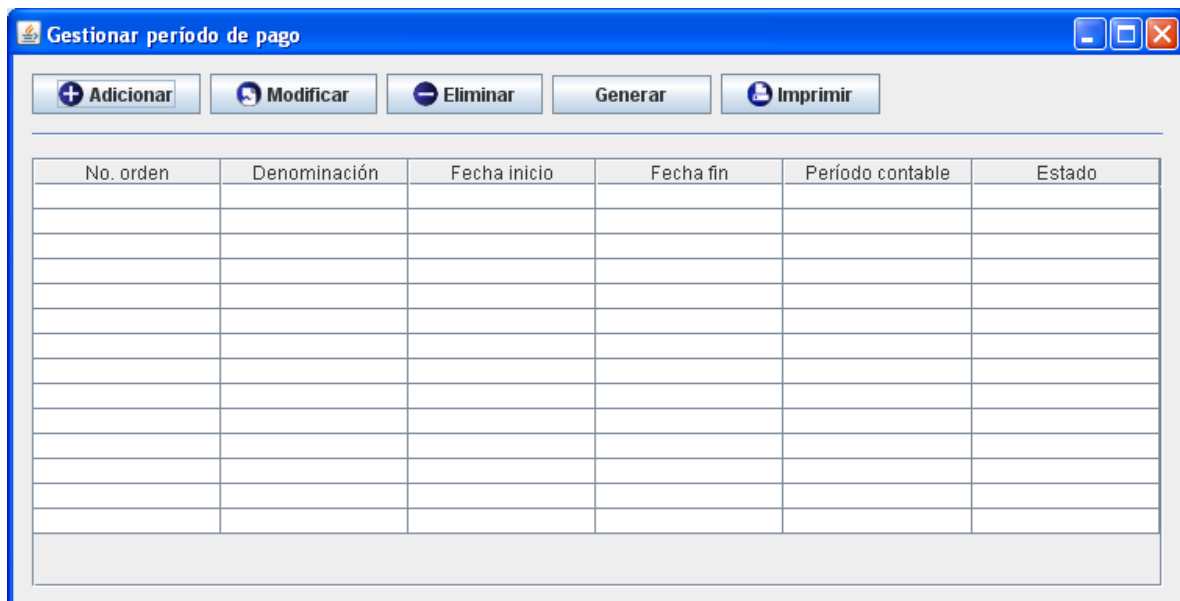 Gestionar período de pago
Adicionar Modificar Eliminar Generar Imprimir
No. orden Denominación Fecha inicio Fecha fin Período contable Estado